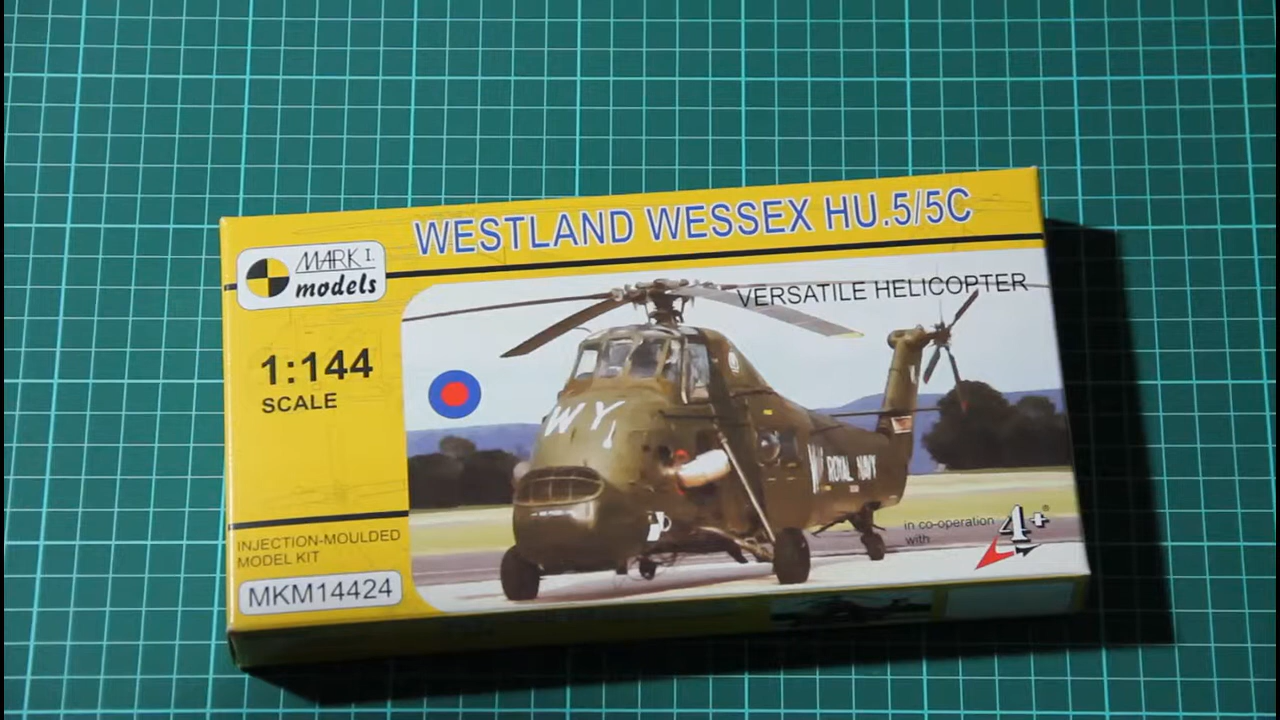 WESTLAND WESSEX HU.5/5C
MARK I.
models
VERSATILE HELICOPTER
1:144
SCALE
WY
ROYAL NAVY
in co-operation
with
4+®
INJECTION-MOULDED
MODEL KIT
MKM14424